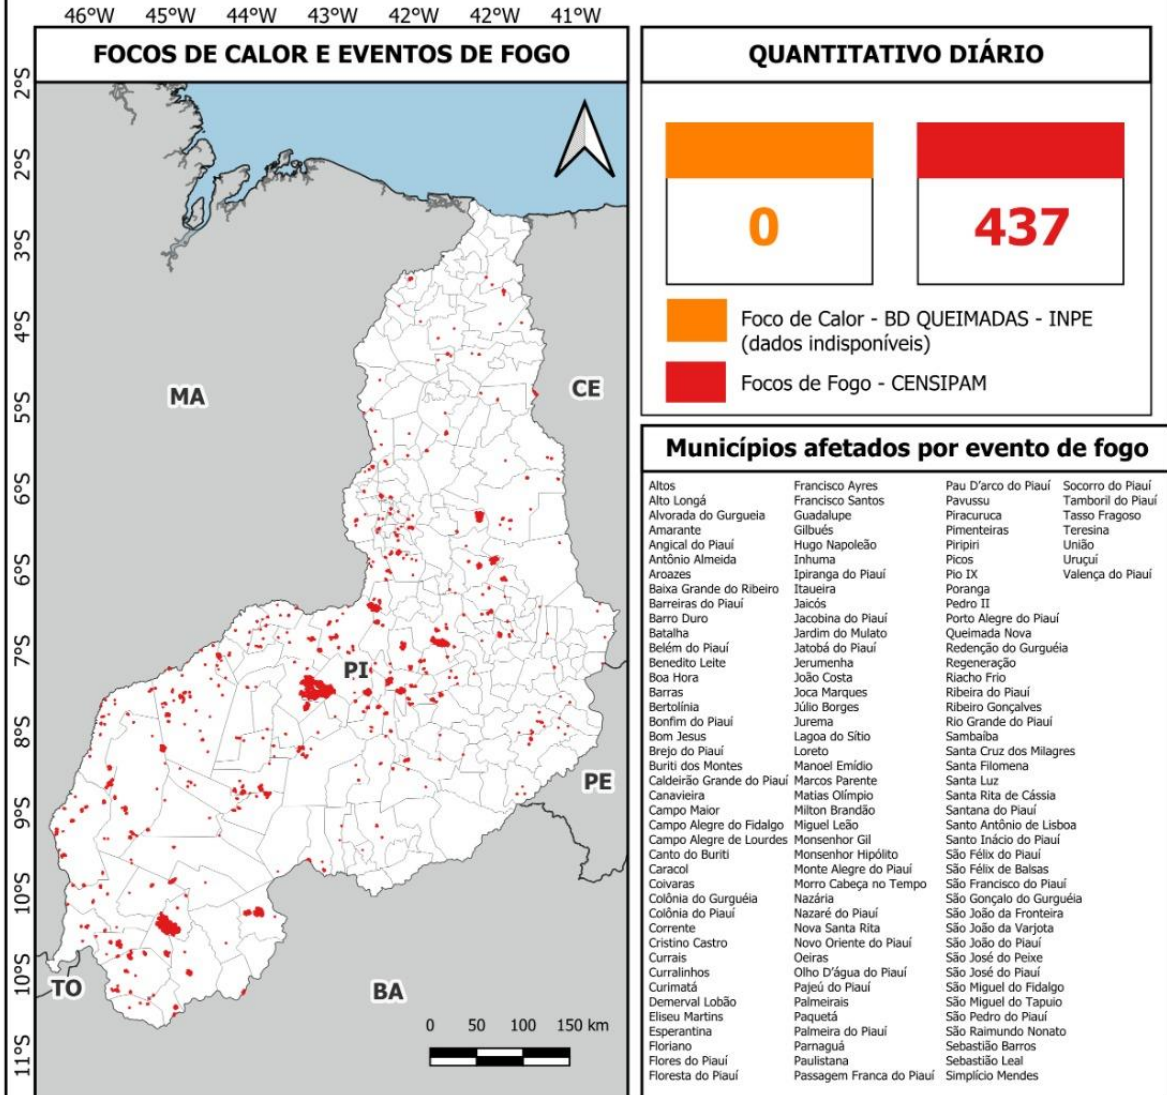 46°W 45°W 44°W 43°W 42°W 42°W 41°W
FOCOS DE CALOR E EVENTOS DE FOGO
2°S
2°S
3°S
4°S
5°S
6°S
6°S
7°S
8°S
9°S
10°S
10°S
11°S
MA
CE
PI
PE
TO
BA
0 50 100 150 km
QUANTITATIVO DIÁRIO
0
437
Foco de Calor - BD QUEIMADAS - INPE
(dados indisponíveis)
Focos de Fogo - CENSIPAM
Municípios afetados por evento de fogo
Altos
Alto Longá
Alvorada do Gurgueia
Amarante
Angical do Piauí
Antônio Almeida
Aroazes
Baixa Grande do Ribeiro
Barreiras do Piauí
Barro Duro
Batalha
Belém do Piauí
Benedito Leite
Boa Hora
Barras
Bertolínia
Bonfim do Piauí
Bom Jesus
Brejo do Piauí
Buriti dos Montes
Caldeirão Grande do Piauí
Canavieira
Campo Maior
Campo Alegre do Fidalgo
Campo Alegre de Lourdes
Canto do Buriti
Caracol
Coivaras
Colônia do Gurguéia
Colônia do Piauí
Corrente
Cristino Castro
Currais
Curralinhos
Curimatá
Demerval Lobão
Eliseu Martins
Esperantina
Floriano
Flores do Piauí
Floresta do Piauí
Francisco Ayres
Francisco Santos
Guadalupe
Gilbués
Hugo Napoleão
Inhuma
Ipiranga do Piauí
Itaueira
Jaicós
Jacobina do Piauí
Jardim do Mulato
Jatobá do Piauí
Jerumenha
João Costa
Joca Marques
Júlio Borges
Jurema
Lagoa do Sítio
Loreto
Manoel Emídio
Marcos Parente
Matias Olímpio
Milton Brandão
Miguel Leão
Monsenhor Gil
Monsenhor Hipólito
Monte Alegre do Piauí
Morro Cabeça no Tempo
Nazária
Nazaré do Piauí
Nova Santa Rita
Novo Oriente do Piauí
Oeiras
Olho D'água do Piauí
Pajeú do Piauí
Palmeirais
Paquetá
Palmeira do Piauí
Parnaguá
Paulistana
Passagem Franca do Piauí
Pau D'arco do Piauí
Pavussu
Piracuruca
Pimenteiras
Piripiri
Picos
Pio IX
Poranga
Pedro II
Porto Alegre do Piauí
Queimada Nova
Redenção do Gurguéia
Regeneração
Riacho Frio
Ribeira do Piauí
Ribeiro Gonçalves
Rio Grande do Piauí
Sambaíba
Santa Cruz dos Milagres
Santa Filomena
Santa Luz
Santa Rita de Cássia
Santana do Piauí
Santo Antônio de Lisboa
Santo Inácio do Piauí
São Félix do Piauí
São Félix de Balsas
São Francisco do Piauí
São Gonçalo do Gurguéia
São João da Fronteira
São João da Varjota
São João do Piauí
São José do Peixe
São José do Piauí
São Miguel do Fidalgo
São Miguel do Tapuio
São Pedro do Piauí
São Raimundo Nonato
Sebastião Barros
Sebastião Leal
Simplício Mendes
Socorro do Piauí
Tamboril do Piauí
Tasso Fragoso
Teresina
União
Uruçuí
Valença do Piauí